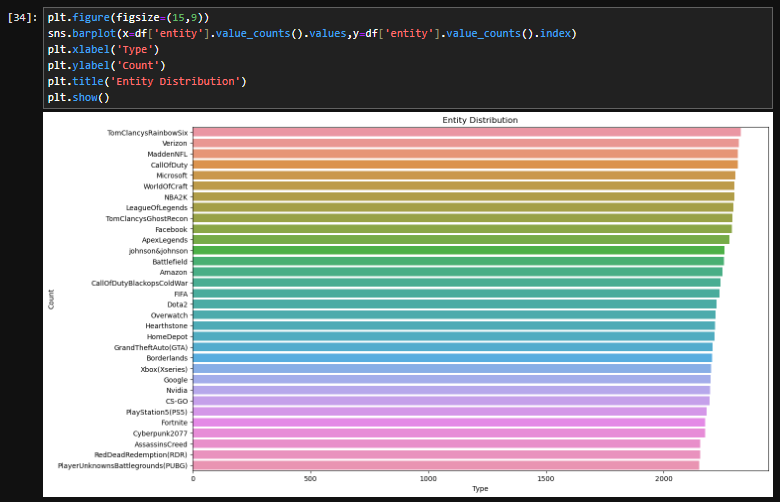 [34]: plt.figure(figsize=(15,9))
sns.barplot(x=df['entity'].value_counts().values,y=df['entity'].value_counts().index)
plt.xlabel('Type')
plt.ylabel('Count')
plt.title('Entity Distribution')
plt.show()
Entity Distribution
TomClancysRainbowSix
Verizon
MaddenNFL
CallOfDuty
Microsoft
WorldOfCraft
NBA2K
LeagueOfLegends
TomClancysGhostRecon
Facebook
ApexLegends
johnson&johnson
Battlefield
Amazon
CallOfDutyBlackopsColdWar
FIFA
Dota2
Overwatch
Hearthstone
HomeDepot
GrandTheftAuto(GTA)
Borderlands
Xbox(Xseries)
Google
Nvidia
CS-GO
PlayStation5(PS5)
Fortnite
Cyberpunk2077
AssassinsCreed
RedDeadRedemption(RDR)
PlayerUnknownsBattlegrounds(PUBG)
Count
0 500 1000 1500 2000
Type